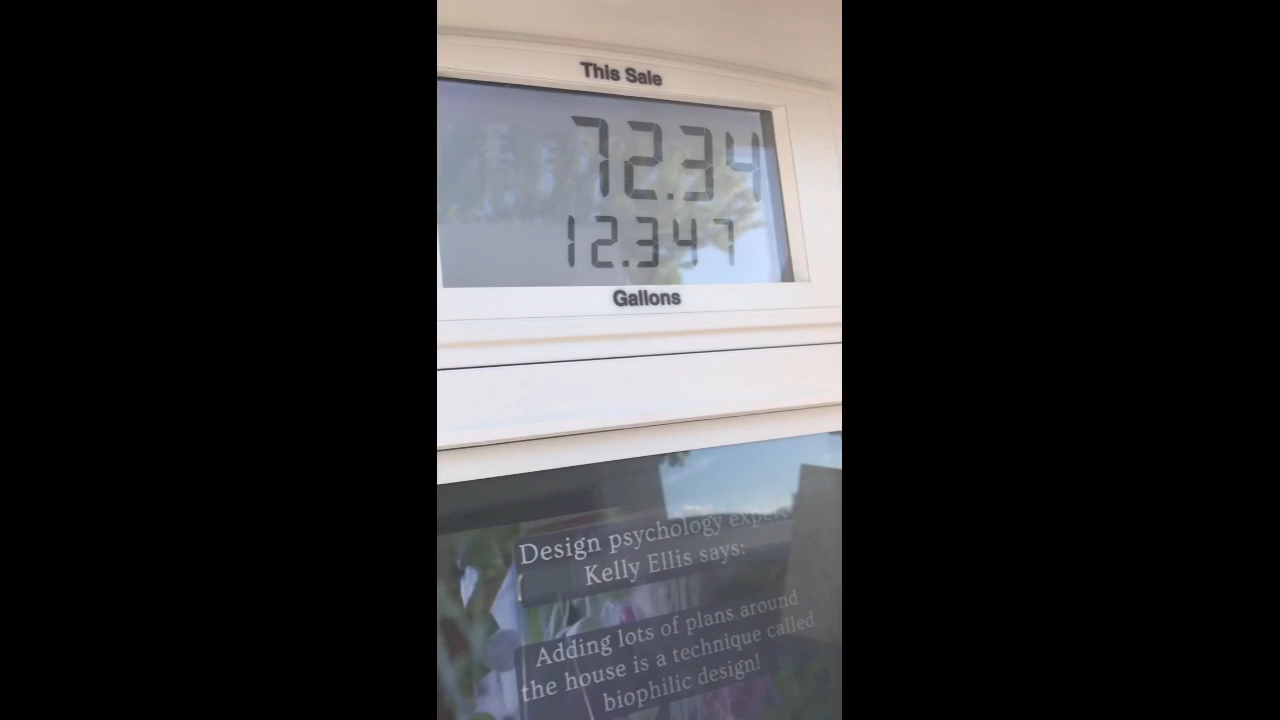 This Sale
72.34
12.347
Gallons
Design psychology expert
Kelly Ellis says:
Adding lots of plans around
the house is a technique called
biophilic design!